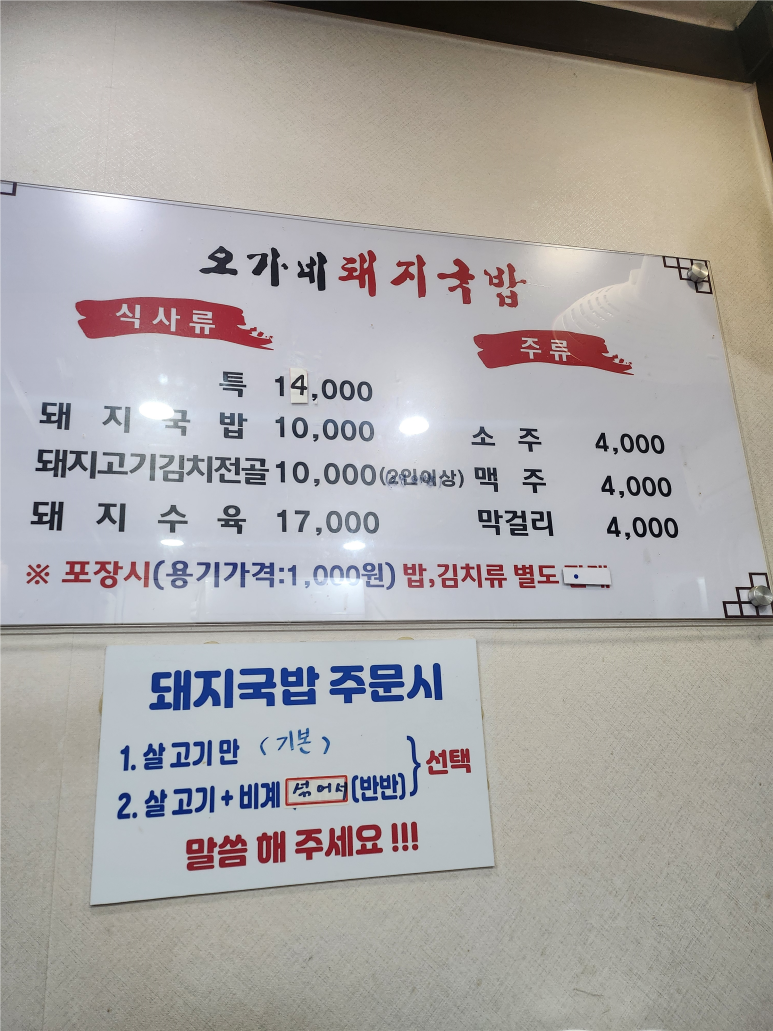 오가네돼지국밥
식사류
특 14,000
돼지국밥 10,000
돼지고기김치전골 10,000(2인이상)
돼지수육 17,000
주류
소주 4,000
맥주 4,000
막걸리 4,000
※ 포장시(용기가격:1,000원) 밥,김치류 별도
돼지국밥 주문시
1. 살고기만 (기본)
2. 살고기+비계 섞어서(반반)
선택
말씀 해 주세요!!!